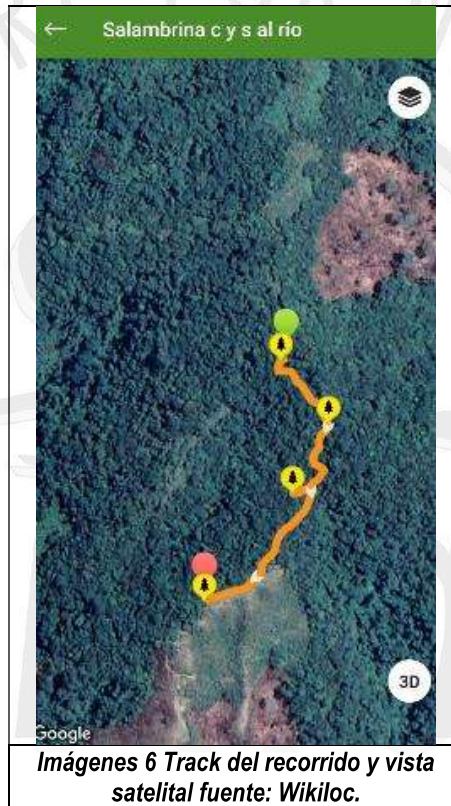 ← Salambrina c y s al río
3D
Google
Imágenes 6 Track del recorrido y vista
satelital fuente: Wikiloc.